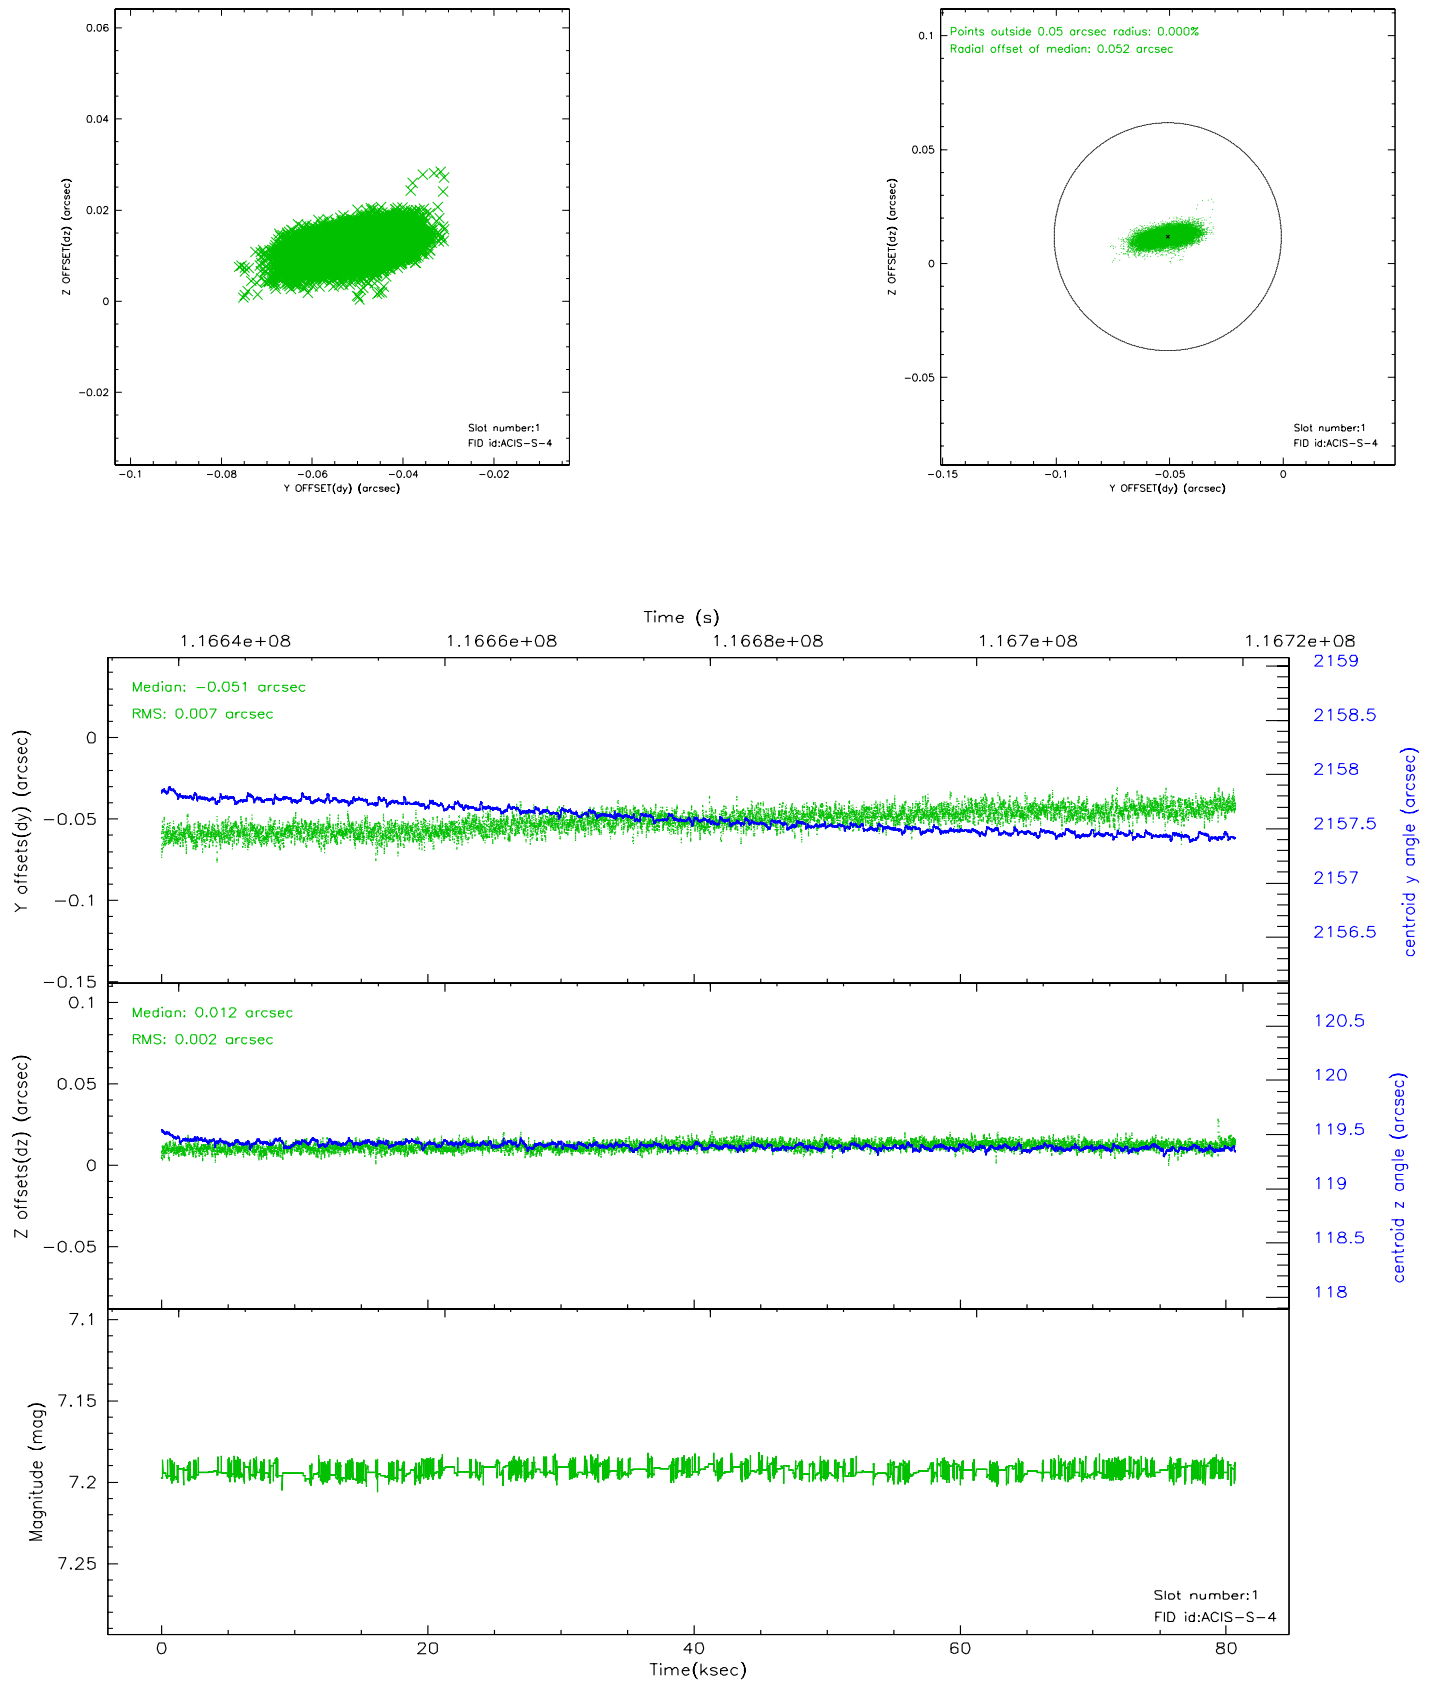 0.06
0.04
0.02
0
−0.02
Z OFFSET(dz) (arcsec)
Slot number:1
FID id:ACIS−S−4
−0.1 −0.08 −0.06 −0.04 −0.02
Y OFFSET(dy) (arcsec)
Points outside 0.05 arcsec radius: 0.000%
Radial offset of median: 0.052 arcsec
0.1
0.05
0
−0.05
Z OFFSET(dz) (arcsec)
Slot number:1
FID id:ACIS−S−4
−0.15 −0.1 −0.05 0
Y OFFSET(dy) (arcsec)
Time (s)
1.1664e+08 1.1666e+08 1.1668e+08 1.167e+08 1.1672e+08
Median: −0.051 arcsec
RMS: 0.007 arcsec
0
−0.05
−0.1
−0.15
Y offsets(dy) (arcsec)
2159
2158.5
2158
2157.5
2157
2156.5
centroid y angle (arcsec)
Median: 0.012 arcsec
RMS: 0.002 arcsec
0.1
0.05
0
−0.05
Z offsets(dz) (arcsec)
120.5
120
119.5
119
118.5
118
centroid z angle (arcsec)
7.1
7.15
7.2
7.25
Magnitude (mag)
Slot number:1
FID id:ACIS−S−4
0 20 40 60 80
Time(ksec)